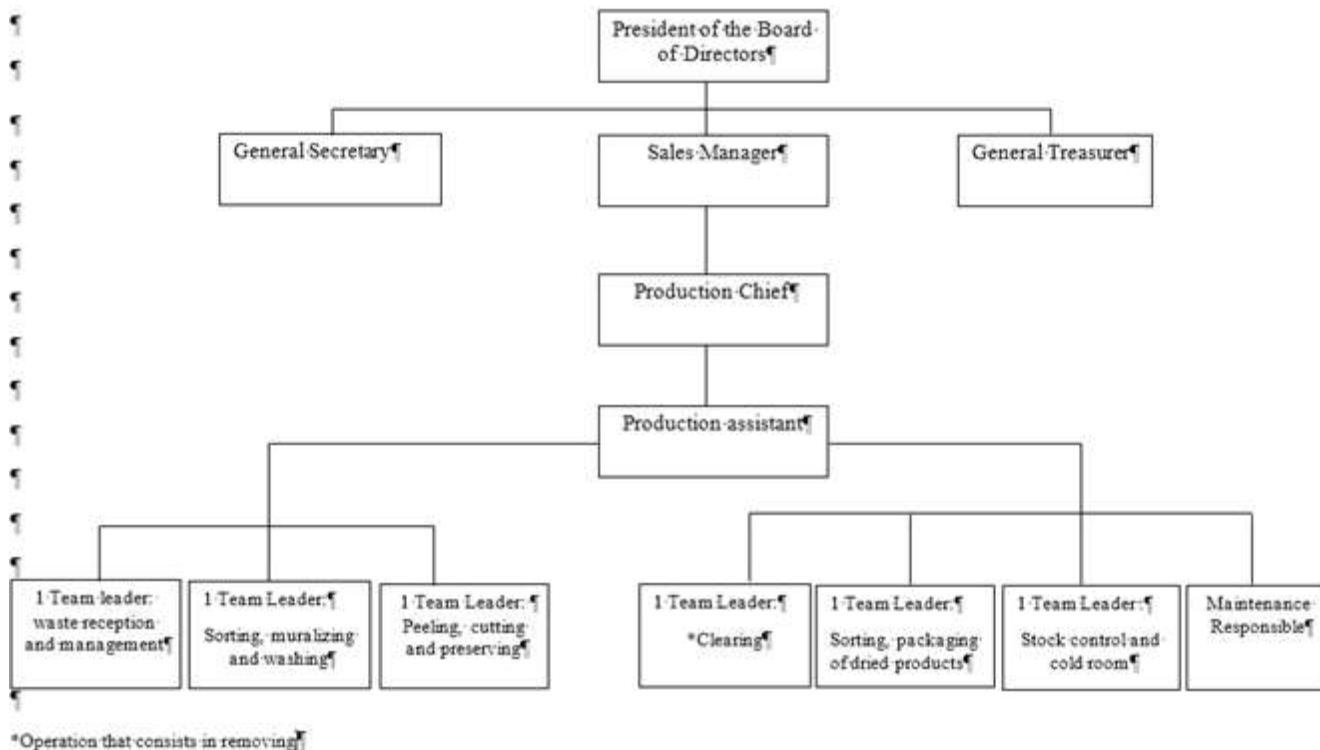 President of the Board
of Directors¶
General Secretary¶
Sales Manager¶
General Treasurer¶
Production Chief¶
Production assistant¶
1 Team leader:
waste reception
and management¶
1 Team Leader:¶
Sorting, muralizing
and washing¶
1 Team Leader: ¶
Peeling, cutting
and preserving¶
1 Team Leader:¶
*Clearing¶
1 Team Leader:¶
Sorting, packaging
of dried products¶
1 Team Leader:¶
Stock control and
cold room¶
Maintenance
Responsible¶
*Operation that consists in removing¶